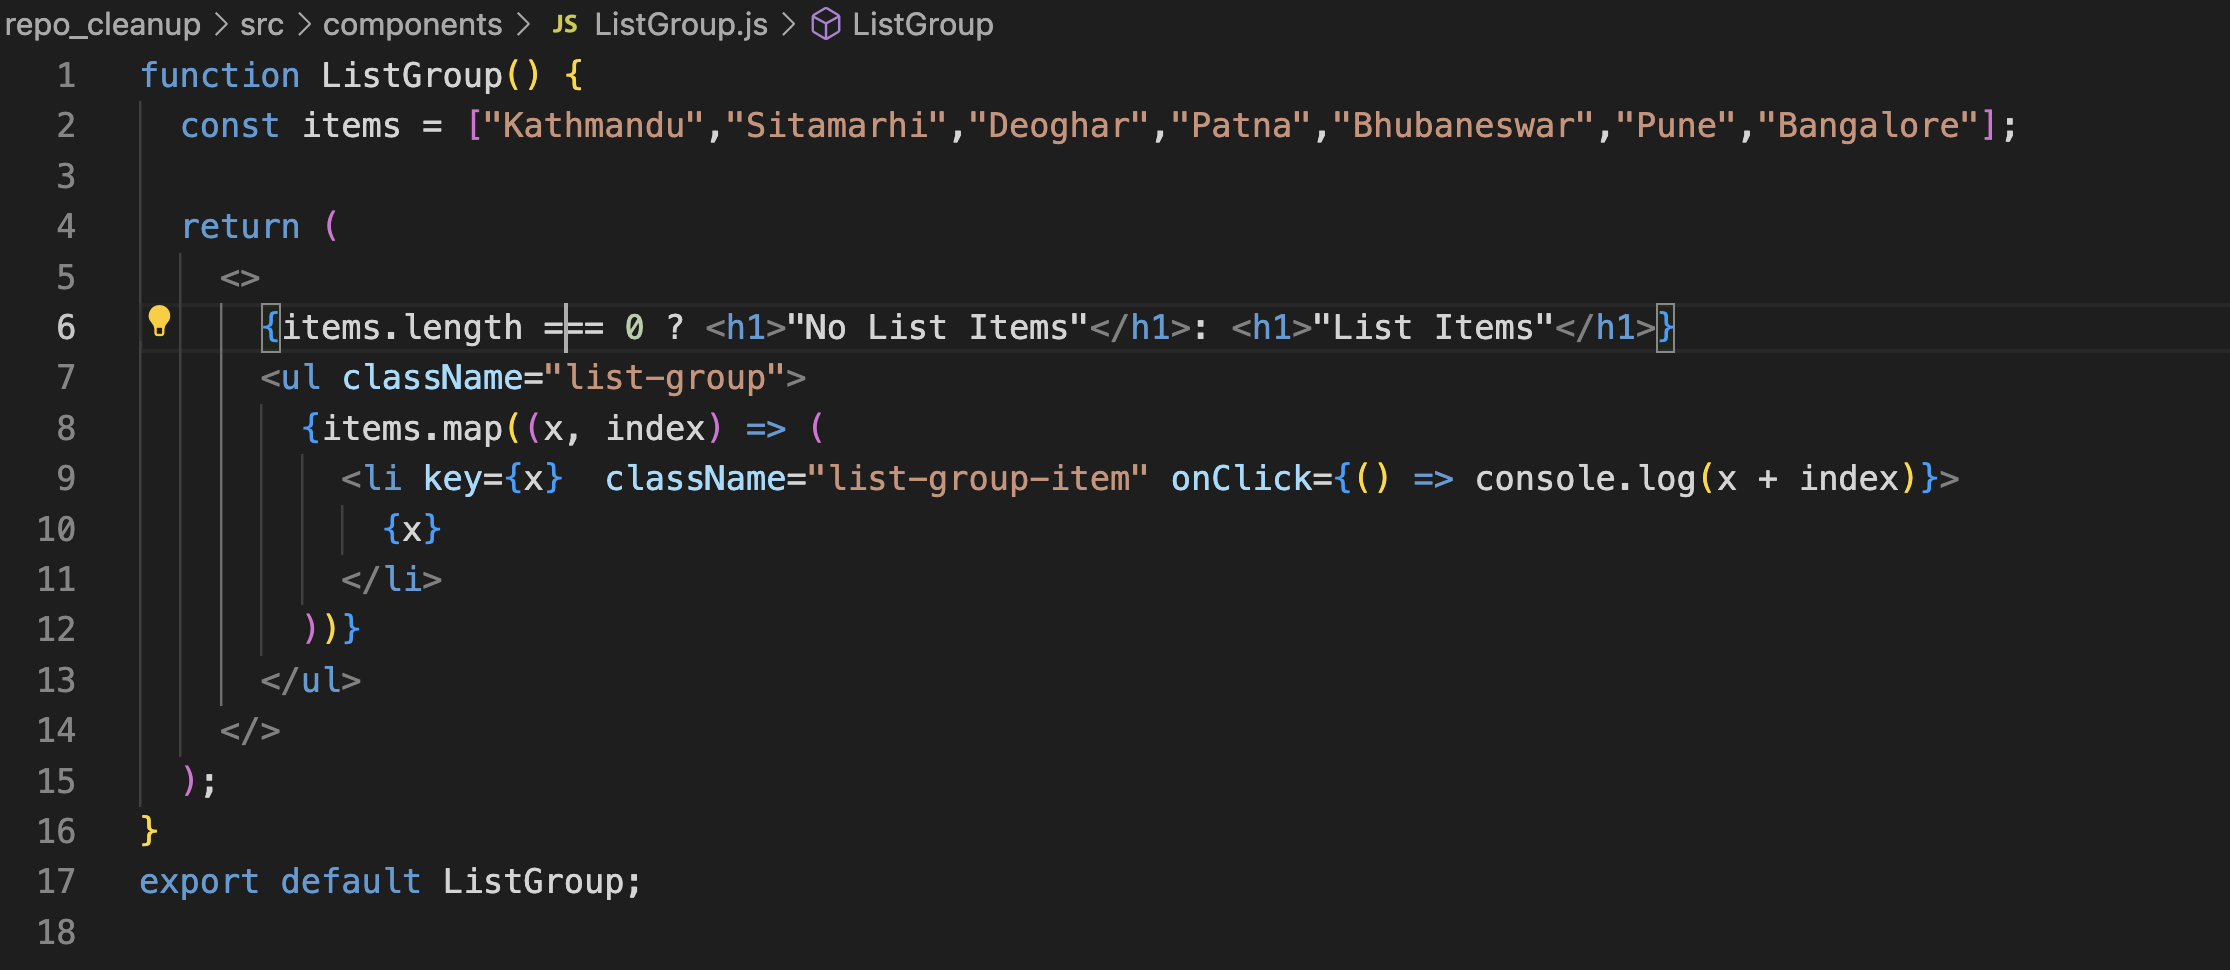 repo_cleanup > src > components > JS ListGroup.js > ListGroup
1 function ListGroup() {
2   const items = ["Kathmandu","Sitamarhi","Deoghar","Patna","Bhubaneswar","Pune","Bangalore"];
3
4   return (
5     <>
6       {items.length === 0 ? <h1>"No List Items"</h1>: <h1>"List Items"</h1>}
7       <ul className="list-group">
8         {items.map((x, index) => (
9           <li key={x}  className="list-group-item" onClick={() => console.log(x + index)}>
10             {x}
11           </li>
12         ))}
13       </ul>
14     </>
15   );
16 }
17 export default ListGroup;
18